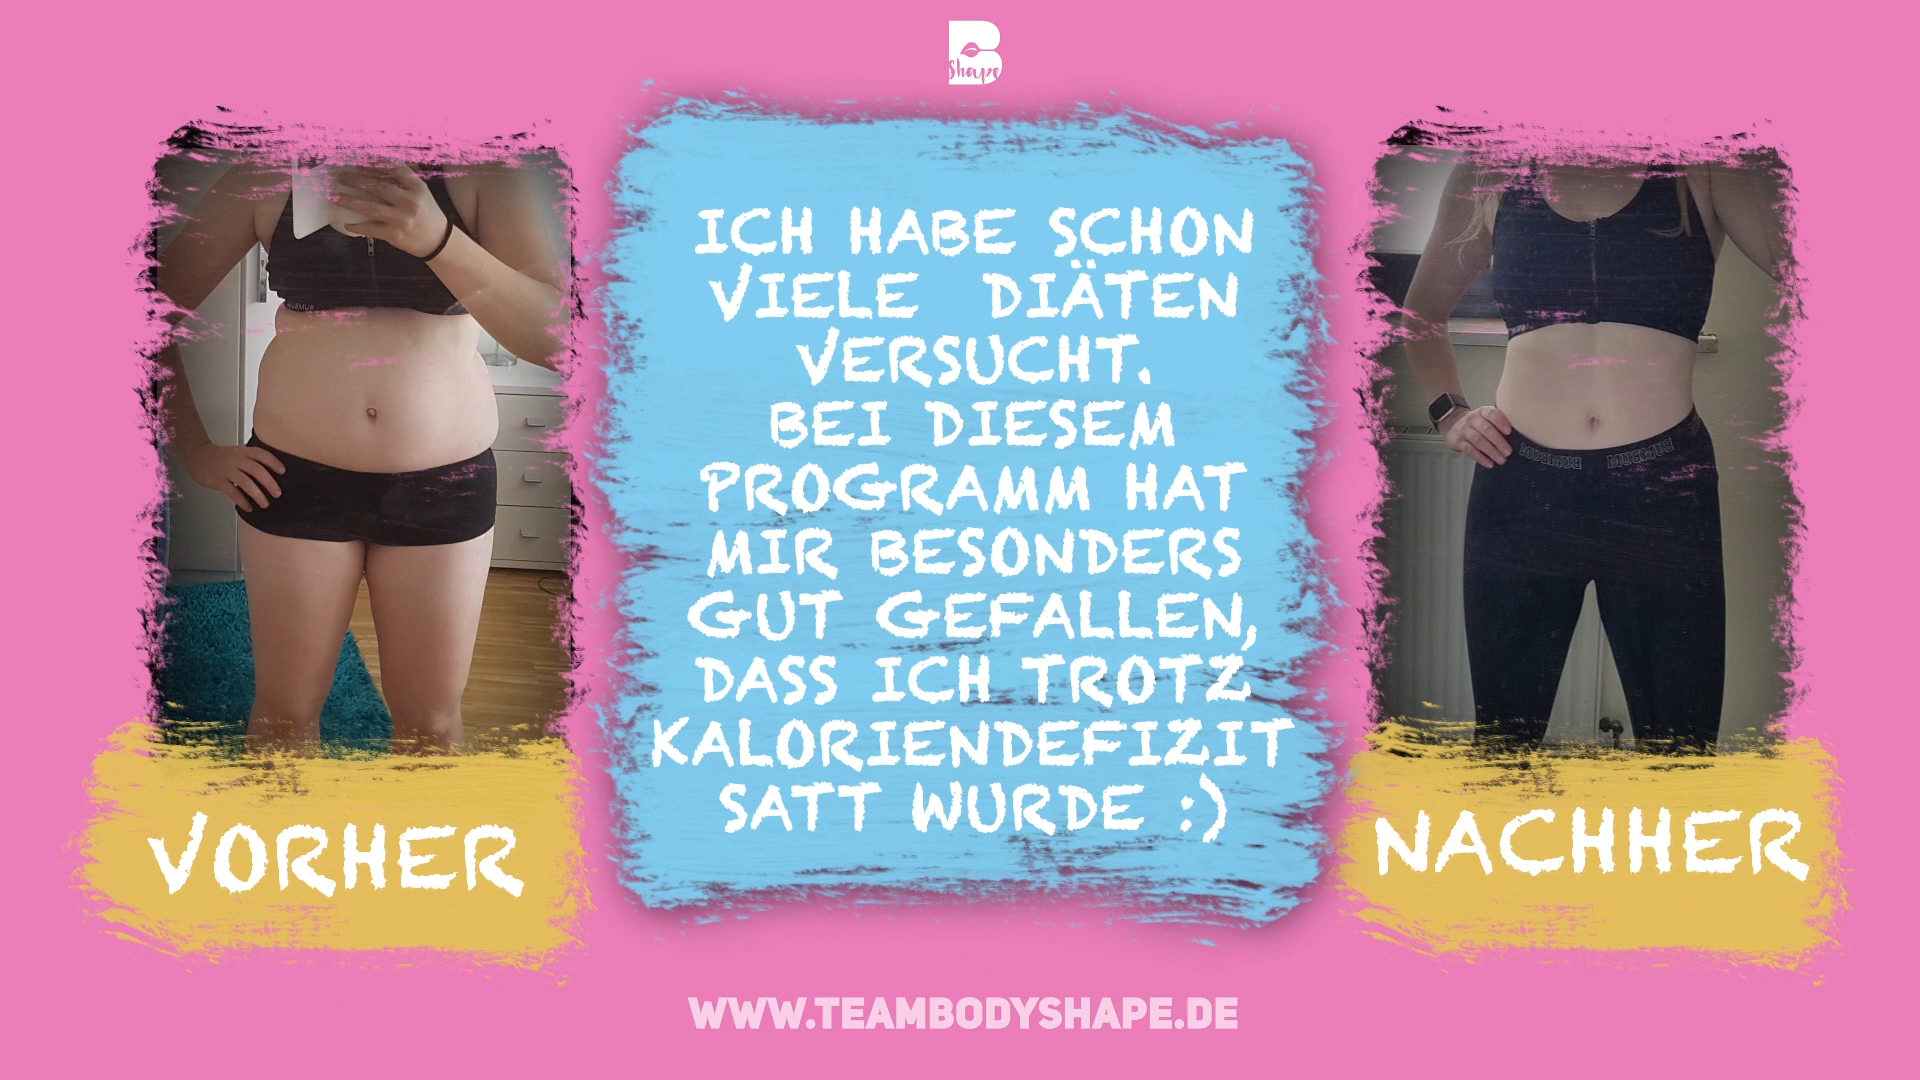 B
Shape
ICH HABE SCHON
VIELE DIÄTEN
VERSUCHT.
BEI DIESEM
PROGRAMM HAT
MIR BESONDERS
GUT GEFALLEN,
DASS ICH TROTZ
KALORIENDEFIZIT
SATT WURDE :)
VORHER
NACHHER
WWW.TEAMBODYSHAPE.DE